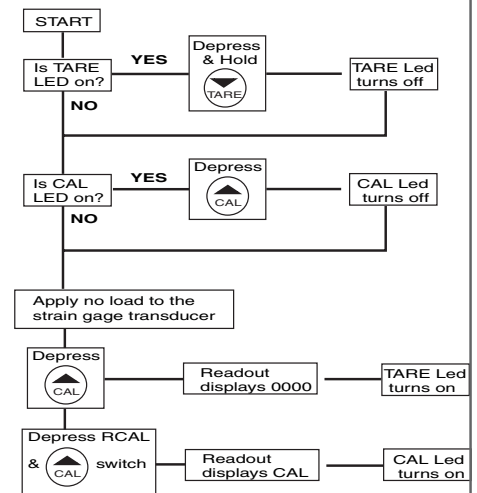 START
Is TARE
LED on?
YES
NO
Depress
& Hold
TARE
TARE Led
turns off
Is CAL
LED on?
YES
NO
Depress
CAL
CAL Led
turns off
Apply no load to the
strain gage transducer
Depress
CAL
Readout
displays 0000
TARE Led
turns on
Depress RCAL
& CAL switch
Readout
displays CAL
CAL Led
turns on